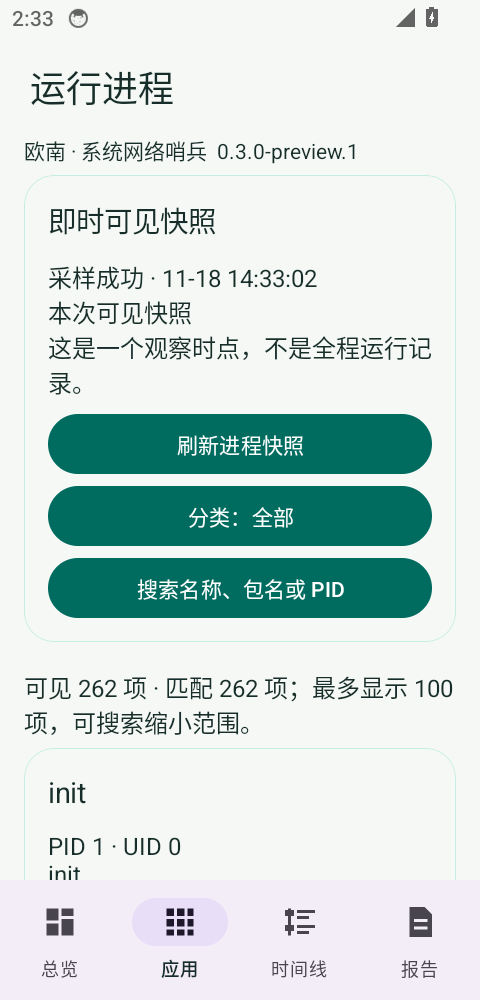 2:33
运行进程
欧南 · 系统网络哨兵 0.3.0-preview.1
即时可见快照
采样成功 · 11-18 14:33:02
本次可见快照
这是一个观察时点，不是全程运行记
录。
刷新进程快照
分类：全部
搜索名称、包名或 PID
可见 262 项 · 匹配 262 项；最多显示 100
项，可搜索缩小范围。
init
PID 1 · UID 0
init
总览
应用
时间线
报告